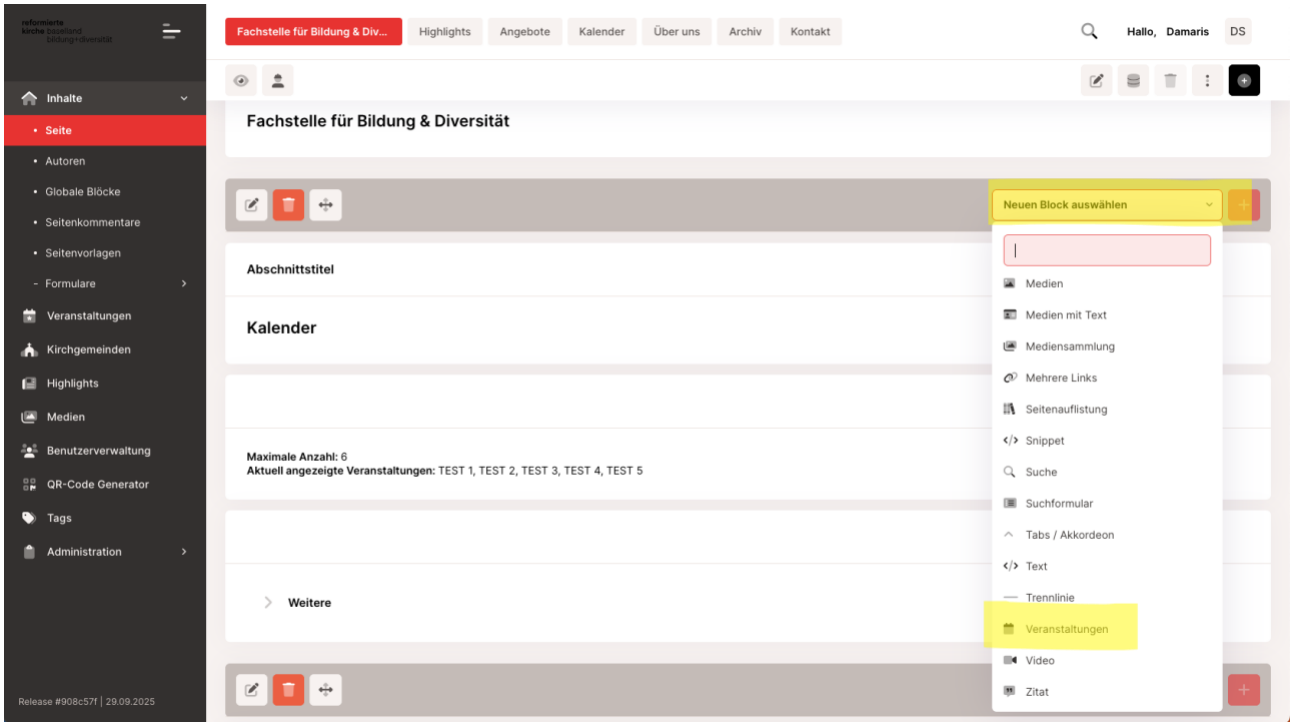 reformierte
kirche baselland
bildung+diversität
Fachstelle für Bildung & Div...
Highlights
Angebote
Kalender
Über uns
Archiv
Kontakt
Hallo, Damaris
DS
Inhalte
Seite
Autoren
Globale Blöcke
Seitenkommentare
Seitenvorlagen
Formulare
Veranstaltungen
Kirchgemeinden
Highlights
Medien
Benutzerverwaltung
QR-Code Generator
Tags
Administration
Release #908c57f | 29.09.2025
Fachstelle für Bildung & Diversität
Neuen Block auswählen
Abschnittstitel
Kalender
Maximale Anzahl: 6
Aktuell angezeigte Veranstaltungen: TEST 1, TEST 2, TEST 3, TEST 4, TEST 5
Weitere
Medien
Medien mit Text
Mediensammlung
Mehrere Links
Seitenauflistung
Snippet
Suche
Suchformular
Tabs / Akkordeon
Text
Trennlinie
Veranstaltungen
Video
Zitat